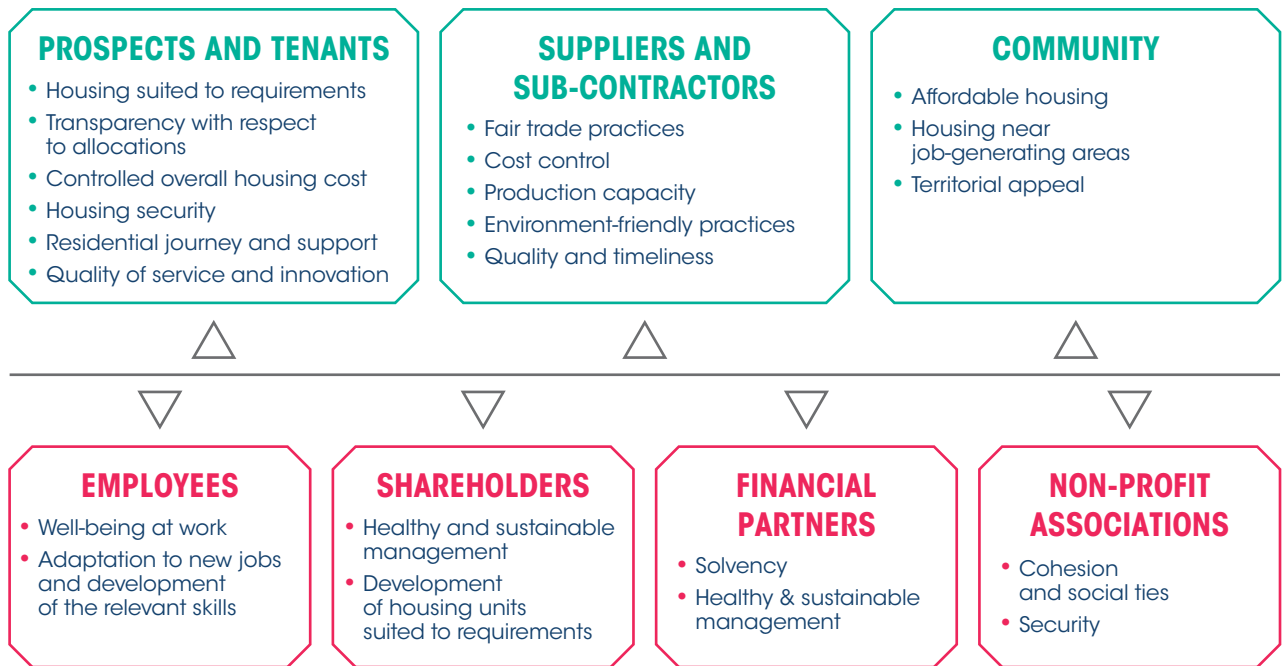 PROSPECTS AND TENANTS
• Housing suited to requirements
• Transparency with respect
to allocations
• Controlled overall housing cost
• Housing security
• Residential journey and support
• Quality of service and innovation
SUPPLIERS AND
SUB-CONTRACTORS
• Fair trade practices
• Cost control
• Production capacity
• Environment-friendly practices
• Quality and timeliness
COMMUNITY
• Affordable housing
• Housing near
job-generating areas
• Territorial appeal
EMPLOYEES
• Well-being at work
• Adaptation to new jobs
and development
of the relevant skills
SHAREHOLDERS
• Healthy and sustainable
management
• Development
of housing units
suited to requirements
FINANCIAL
PARTNERS
• Solvency
• Healthy & sustainable
management
NON-PROFIT
ASSOCIATIONS
• Cohesion
and social ties
• Security